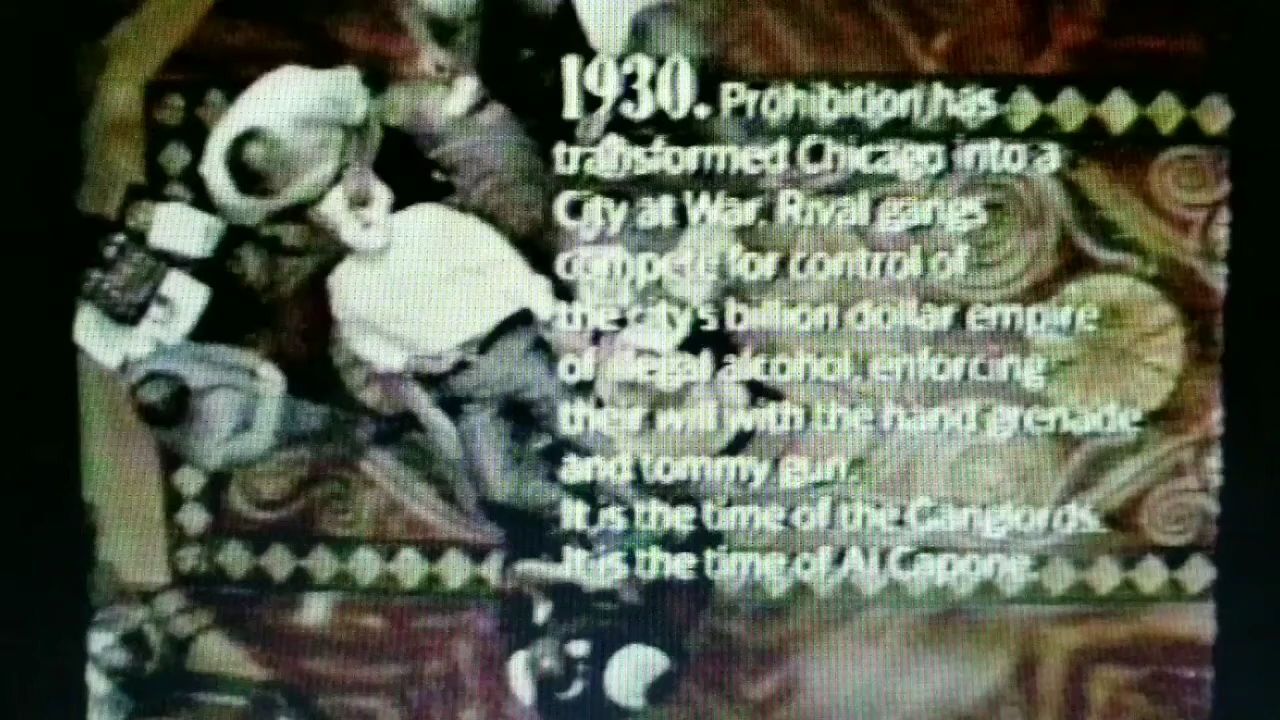 1930. Prohibition has
transformed Chicago into a
City at War. Rival gangs
compete for control of
the city's billion dollar empire
of illegal alcohol, enforcing
their will with the hand grenade
and tommy gun.
It is the time of the Ganglords.
It is the time of Al Capone.